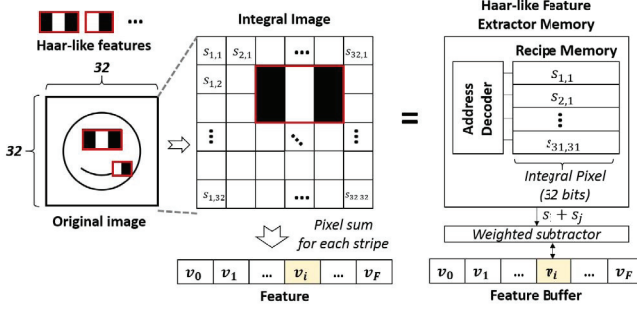 Haar-like features
...
32
32
Original image
Integral Image
s1,1 s2,1 ... s32,1
s1,2
s1,32 ... s32 32
Pixel sum
for each stripe
v0 v1 ... vi ... vF
Feature
=
Haar-like Feature
Extractor Memory
Recipe Memory
Address
Decoder
s1,1
s2,1
s31,31
Integral Pixel
(32 bits)
Weighted subtractor
v0 v1 ... vi ... vF
Feature Buffer